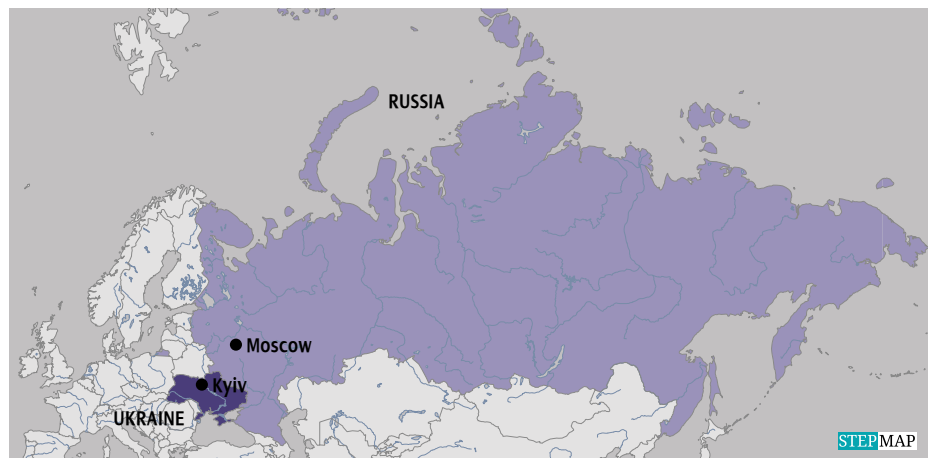 RUSSIA
Moscow
Kyiv
UKRAINE
STEPMAP